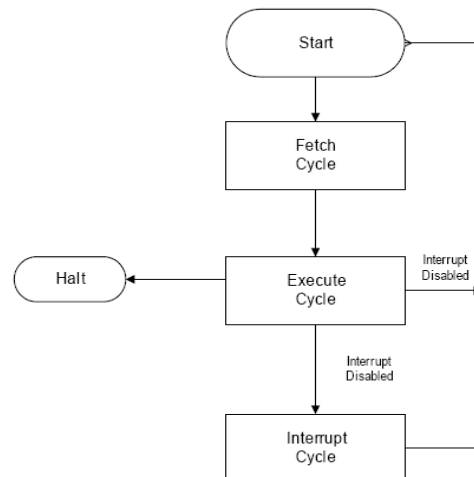 Start
Fetch
Cycle
Halt
Execute
Cycle
Interrupt
Disabled
Interrupt
Disabled
Interrupt
Cycle